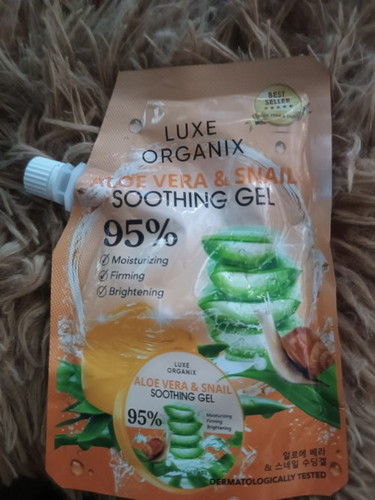 BEST
SELLER
LUXE
ORGANIX
ALOE VERA & SNAIL
SOOTHING GEL
95%
Moisturizing
Firming
Brightening
LUXE
ORGANIX
ALOE VERA & SNAIL
SOOTHING GEL
95%
Moisturizing
Firming
Brightening
알로에 베라
& 스네일 수딩젤
DERMATOLOGICALLY TESTED